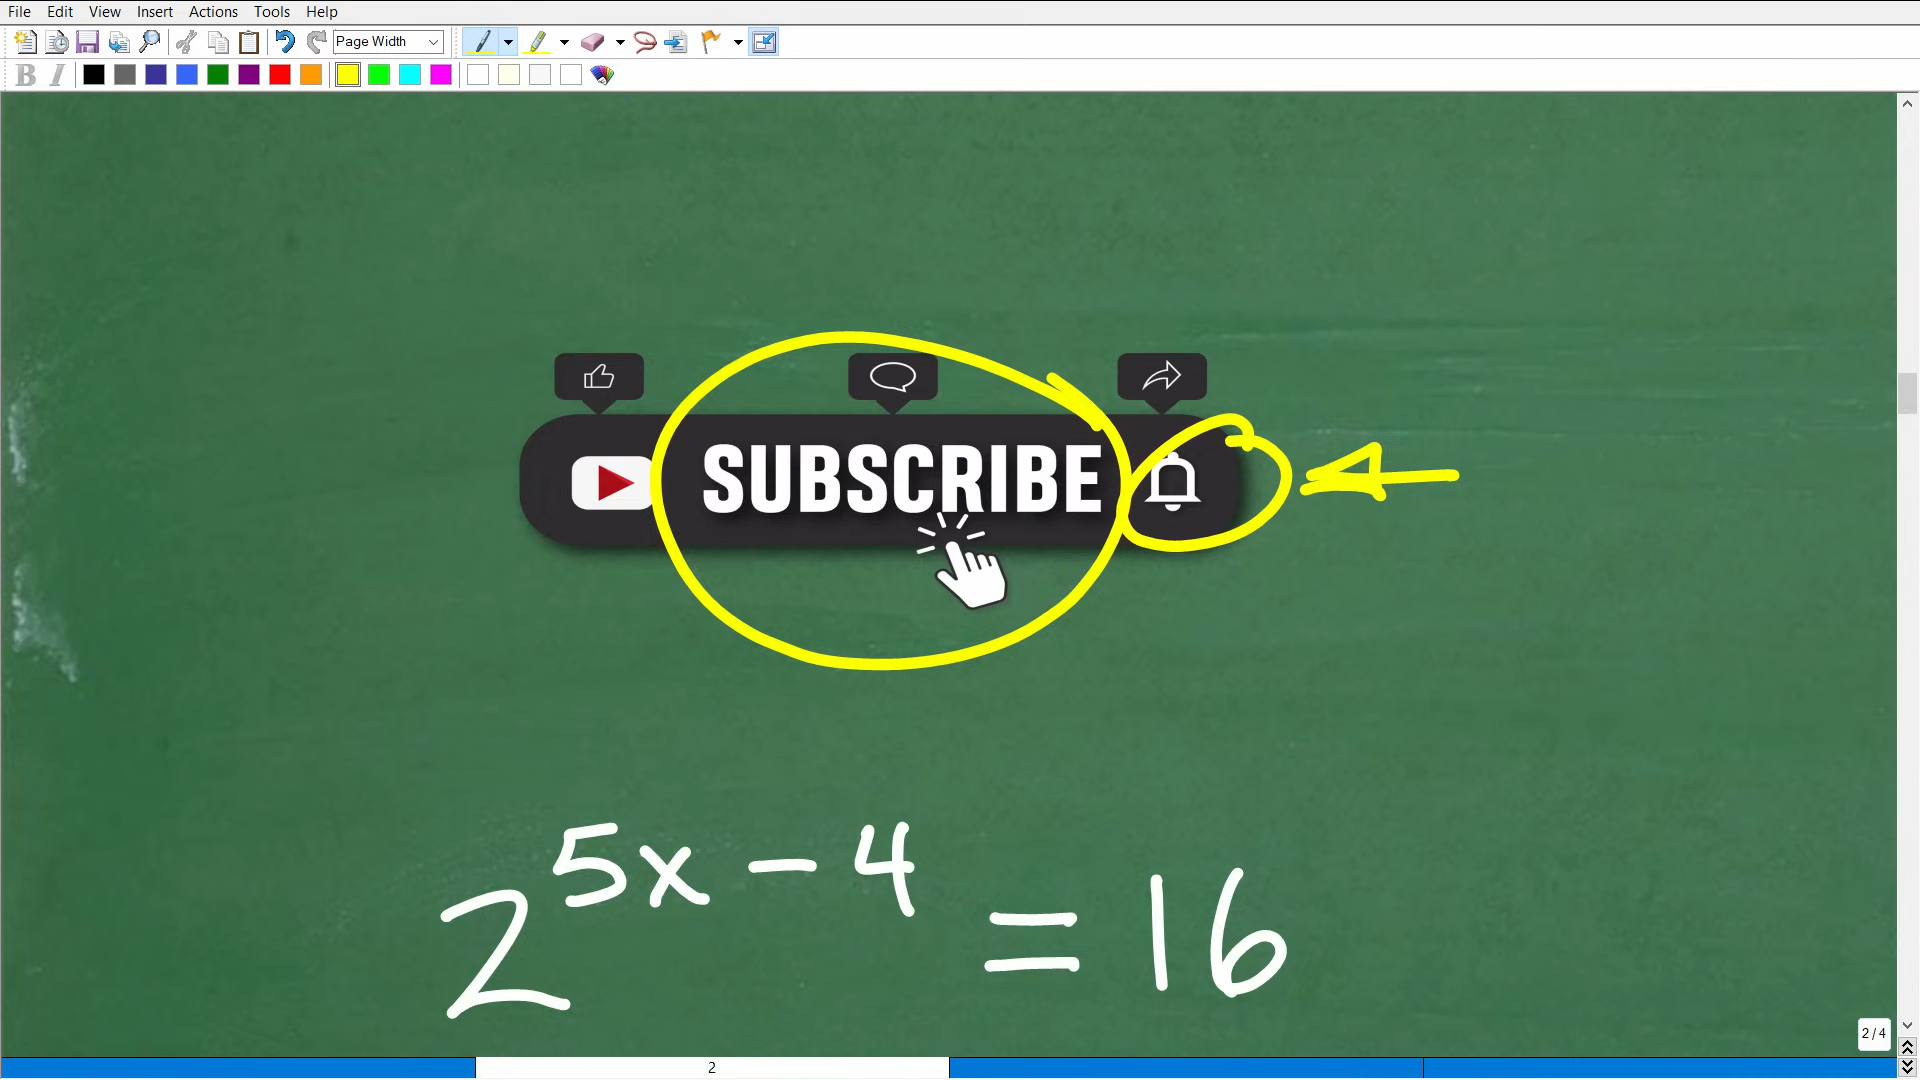 File Edit View Insert Actions Tools Help
Page Width
B I
SUBSCRIBE
2^{5x - 4} = 16
2 / 4
2